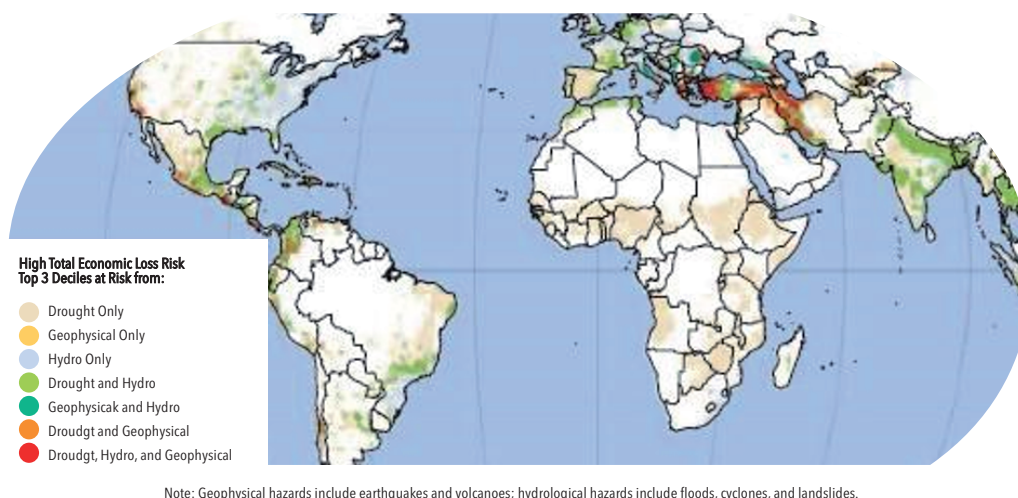 High Total Economic Loss Risk
Top 3 Deciles at Risk from:
Drought Only
Geophysical Only
Hydro Only
Drought and Hydro
Geophysicak and Hydro
Droudgt and Geophysical
Droudgt, Hydro, and Geophysical
Note: Geophysical hazards include earthquakes and volcanoes; hydrological hazards include floods, cyclones, and landslides.